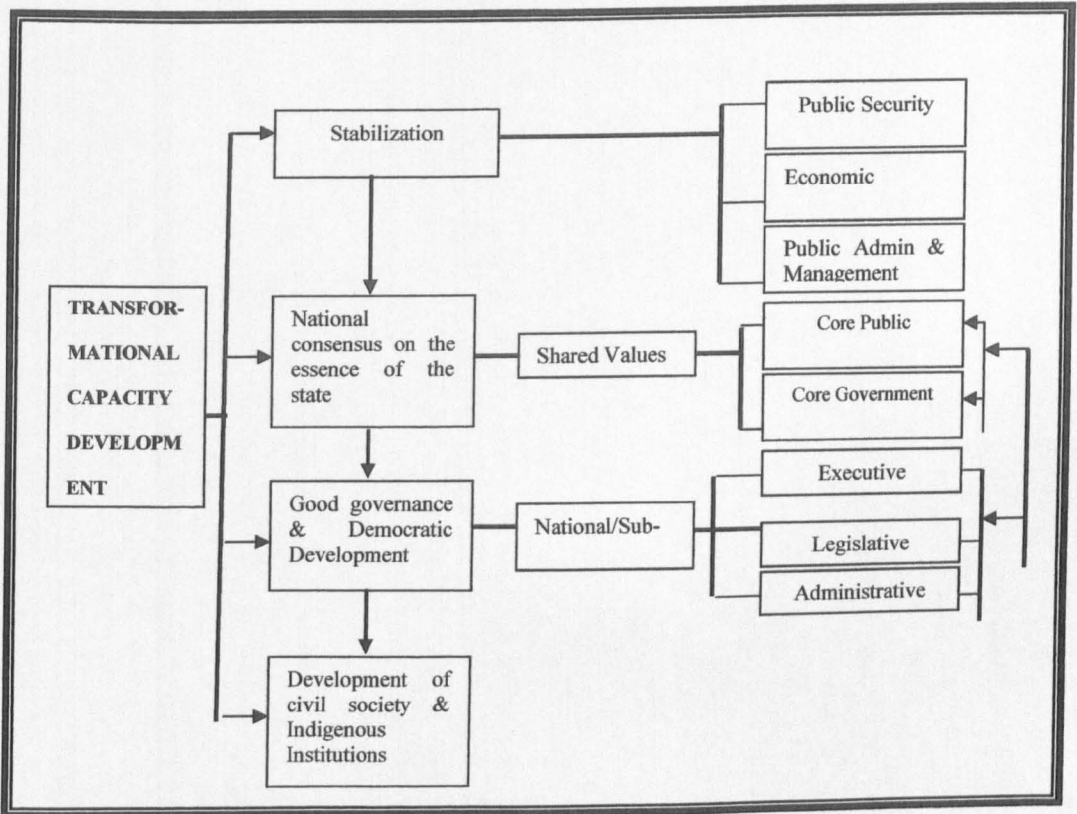 TRANSFOR-
MATIONAL
CAPACITY
DEVELOPM
ENT
Stabilization
National
consensus on the
essence of the
state
Good governance
& Democratic
Development
Development of
civil society &
Indigenous
Institutions
Shared Values
National/Sub-
Public Security
Economic
Public Admin &
Management
Core Public
Core Government
Executive
Legislative
Administrative